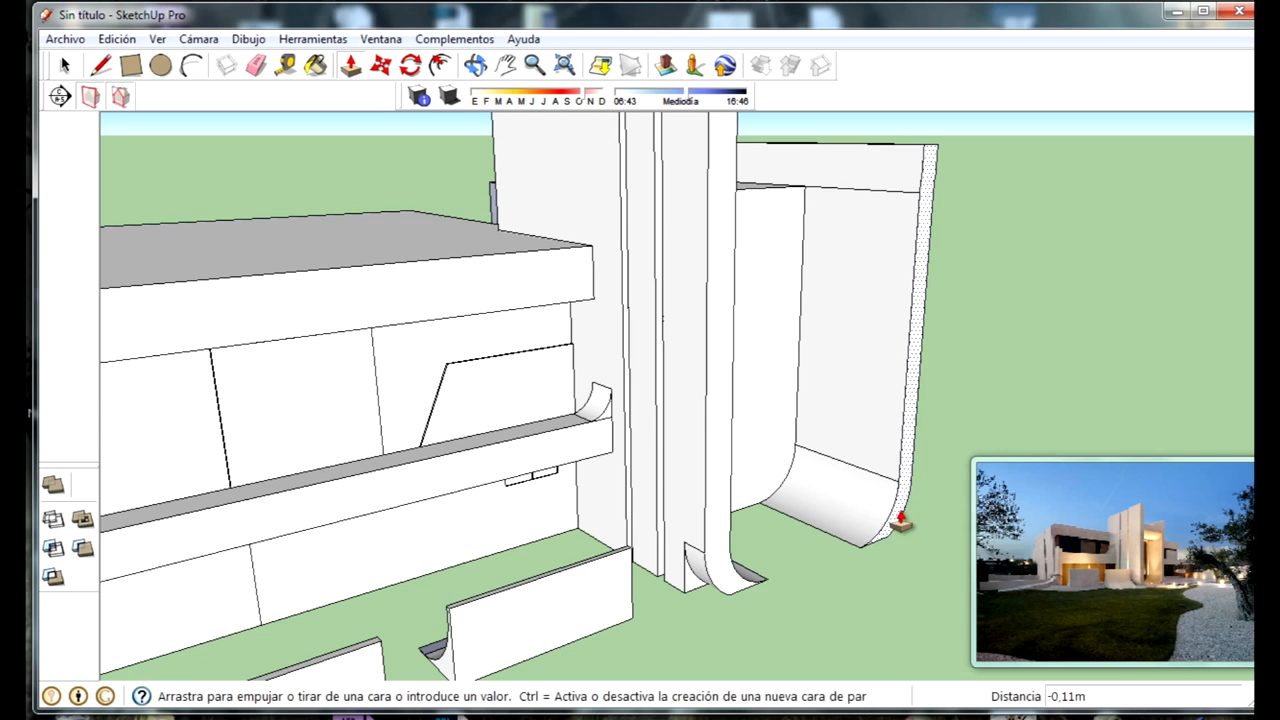 Sin título - SketchUp Pro
Archivo Edición Ver Cámara Dibujo Herramientas Ventana Complementos Ayuda
E F M A M J J A S O N D 06:43 Mediodía 16:46
Arrastra para empujar o tirar de una cara o introduce un valor. Ctrl = Activa o desactiva la creación de una nueva cara de par Distancia -0,11m